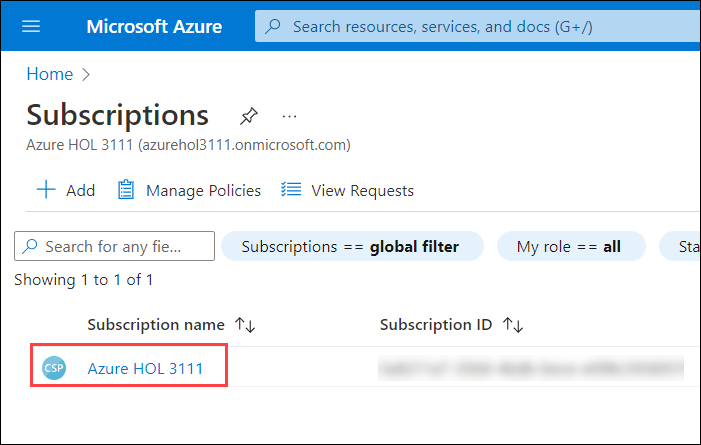 Microsoft Azure
Search resources, services, and docs (G+/)
Home
Subscriptions
Azure HOL 3111 (azurehol3111.onmicrosoft.com)
Add Manage Policies View Requests
Search for any fie... Subscriptions == global filter My role == all Sta
Showing 1 to 1 of 1
Subscription name Subscription ID
CSP Azure HOL 3111